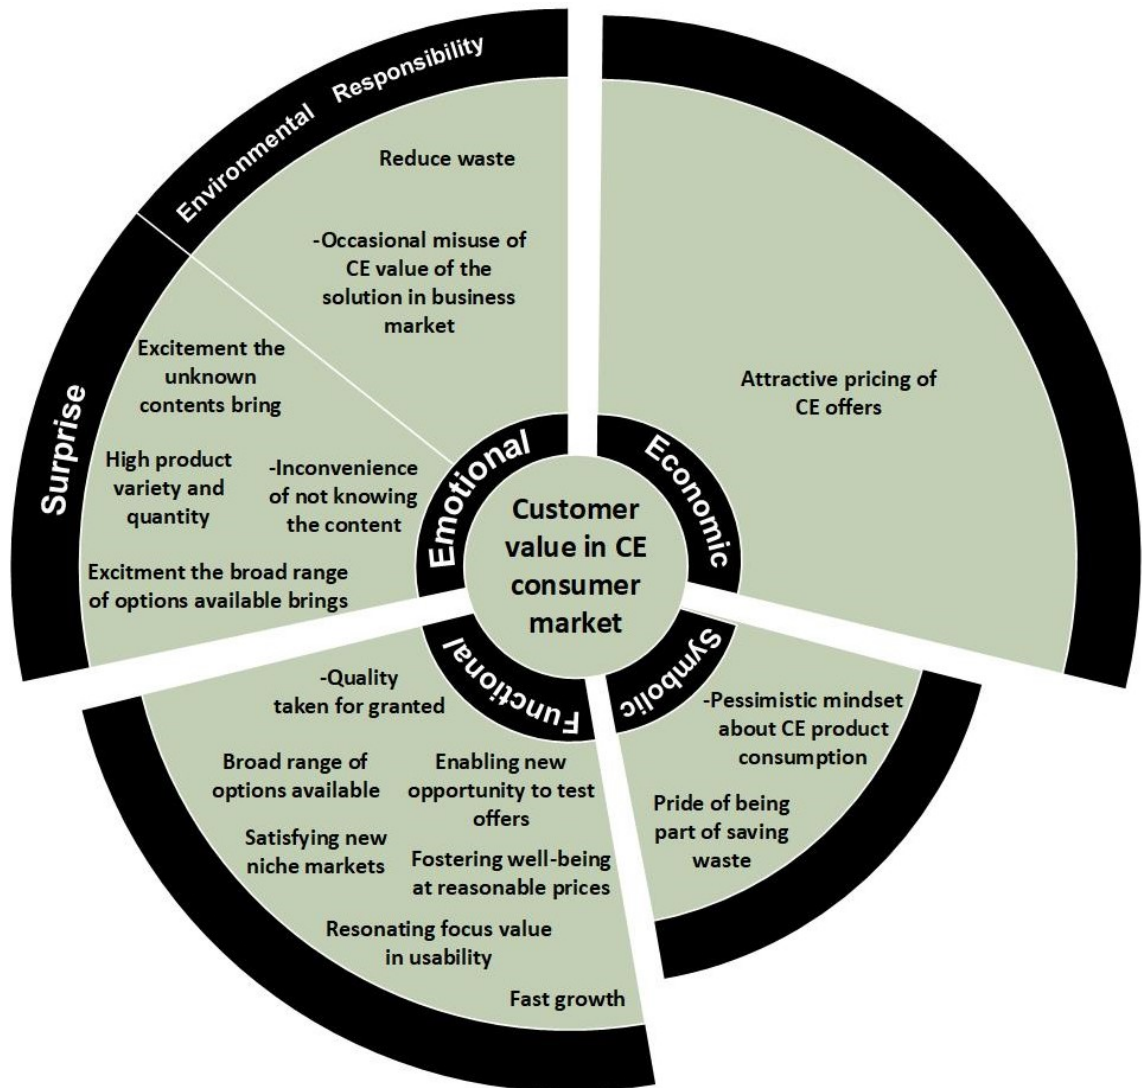 Environmental Responsibility
Reduce waste
-Occasional misuse of
CE value of the
solution in business
market
Surprise
Excitement the
unknown
contents bring
High product
variety and
quantity
-Inconvenience
of not knowing
the content
Excitment the broad range
of options available brings
Emotional
Economic
Attractive pricing of
CE offers
Customer
value in CE
consumer
market
Functional
-Quality
taken for granted
Broad range of
options available
Enabling new
opportunity to test
offers
Satisfying new
niche markets
Fostering well-being
at reasonable prices
Resonating focus value
in usability
Fast growth
Symbolic
-Pessimistic mindset
about CE product
consumption
Pride of being
part of saving
waste